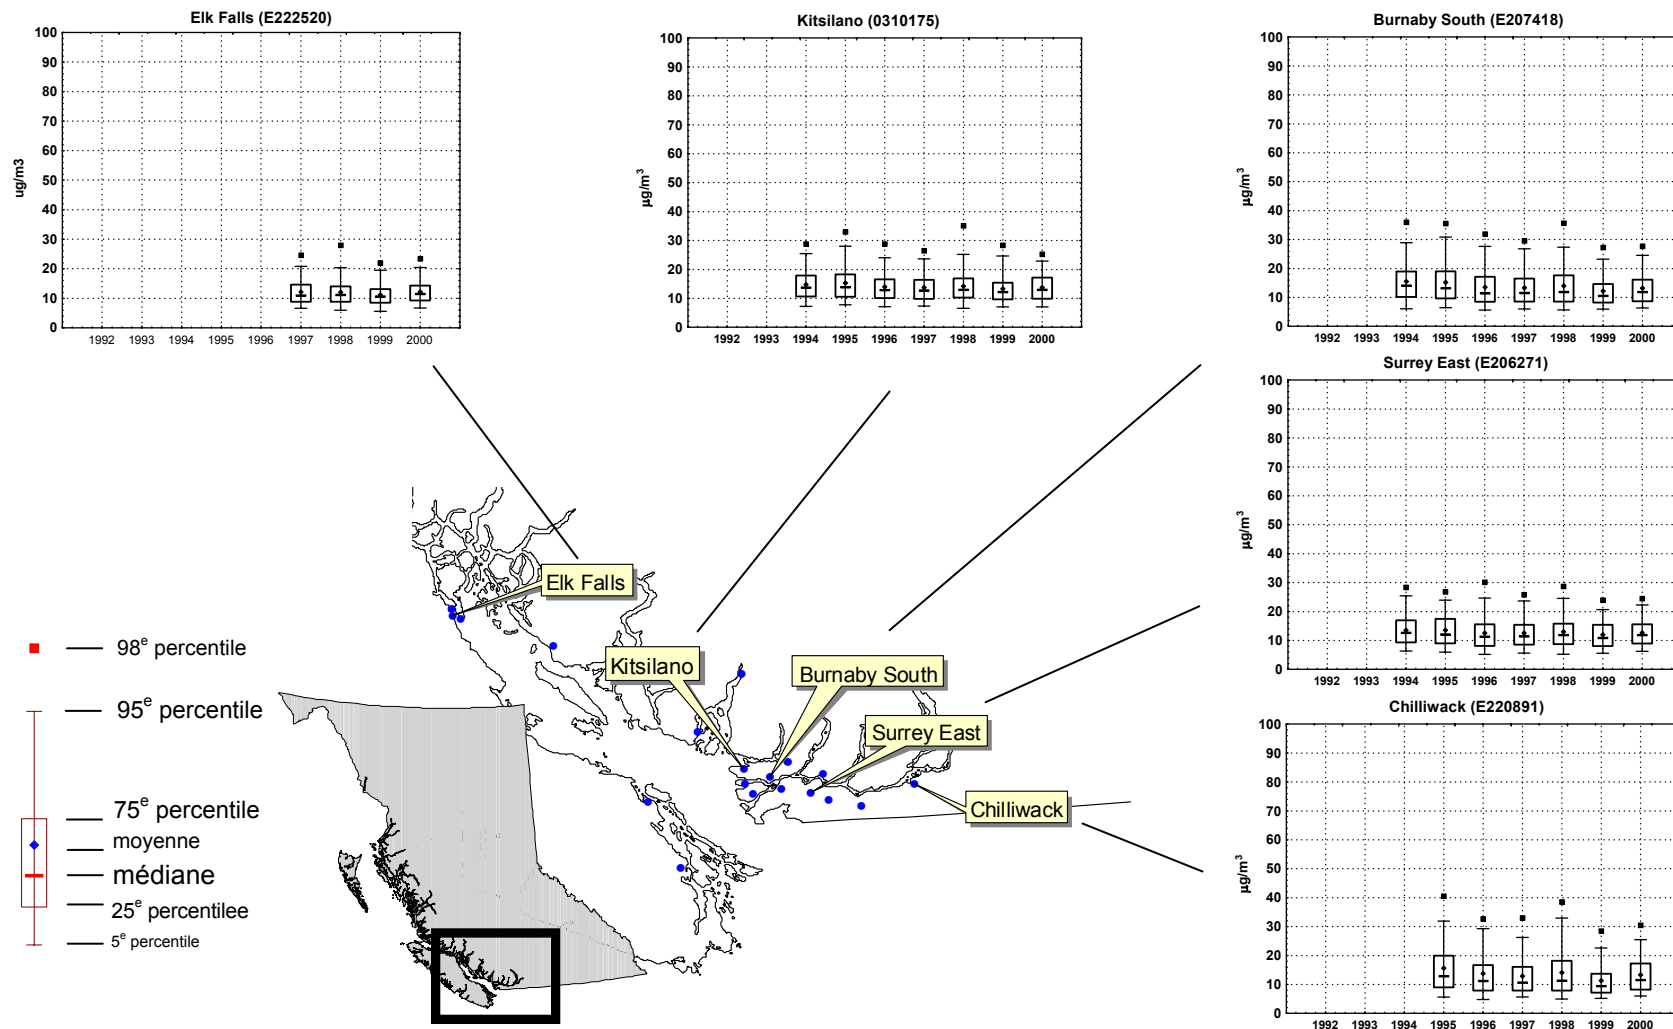 Elk Falls (E222520)
100
90
80
70
60
50
40
30
20
10
0
ug/m3
1992 1993 1994 1995 1996 1997 1998 1999 2000
Kitsilano (0310175)
100
90
80
70
60
50
40
30
20
10
0
µg/m³
1992 1993 1994 1995 1996 1997 1998 1999 2000
Burnaby South (E207418)
100
90
80
70
60
50
40
30
20
10
0
µg/m³
1992 1993 1994 1995 1996 1997 1998 1999 2000
Surrey East (E206271)
100
90
80
70
60
50
40
30
20
10
0
µg/m³
1992 1993 1994 1995 1996 1997 1998 1999 2000
Chilliwack (E220891)
100
90
80
70
60
50
40
30
20
10
0
µg/m³
1992 1993 1994 1995 1996 1997 1998 1999 2000
Elk Falls
Kitsilano
Burnaby South
Surrey East
Chilliwack
98e percentile
95e percentile
75e percentile
moyenne
médiane
25e percentilee
5e percentile